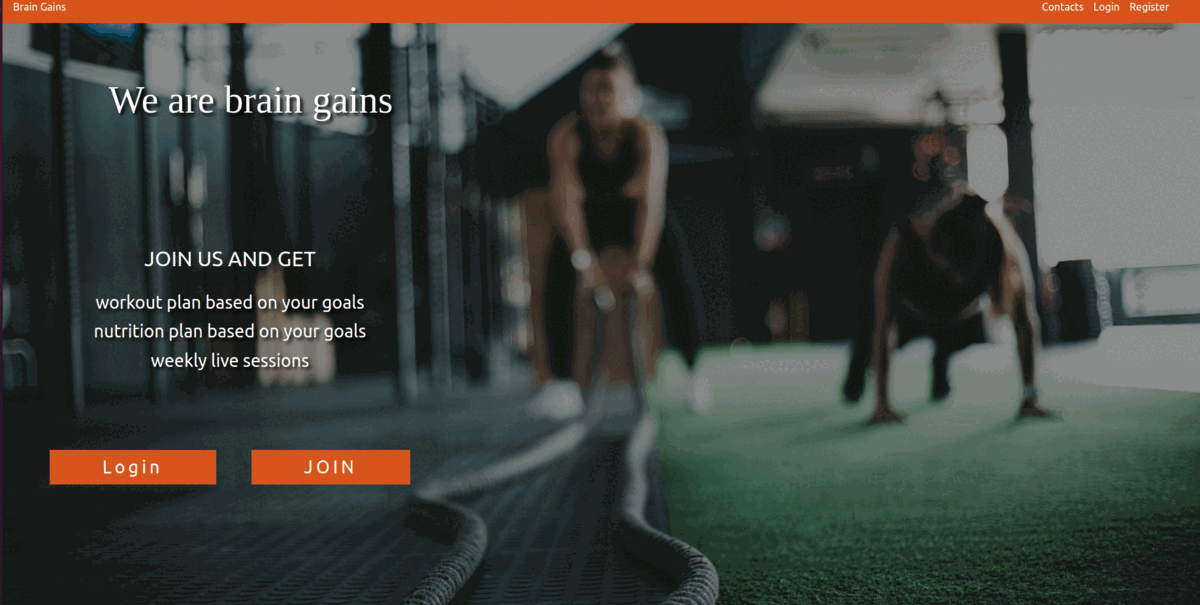 Brain Gains
Contacts Login Register
We are brain gains
JOIN US AND GET
workout plan based on your goals
nutrition plan based on your goals
weekly live sessions
Login
JOIN